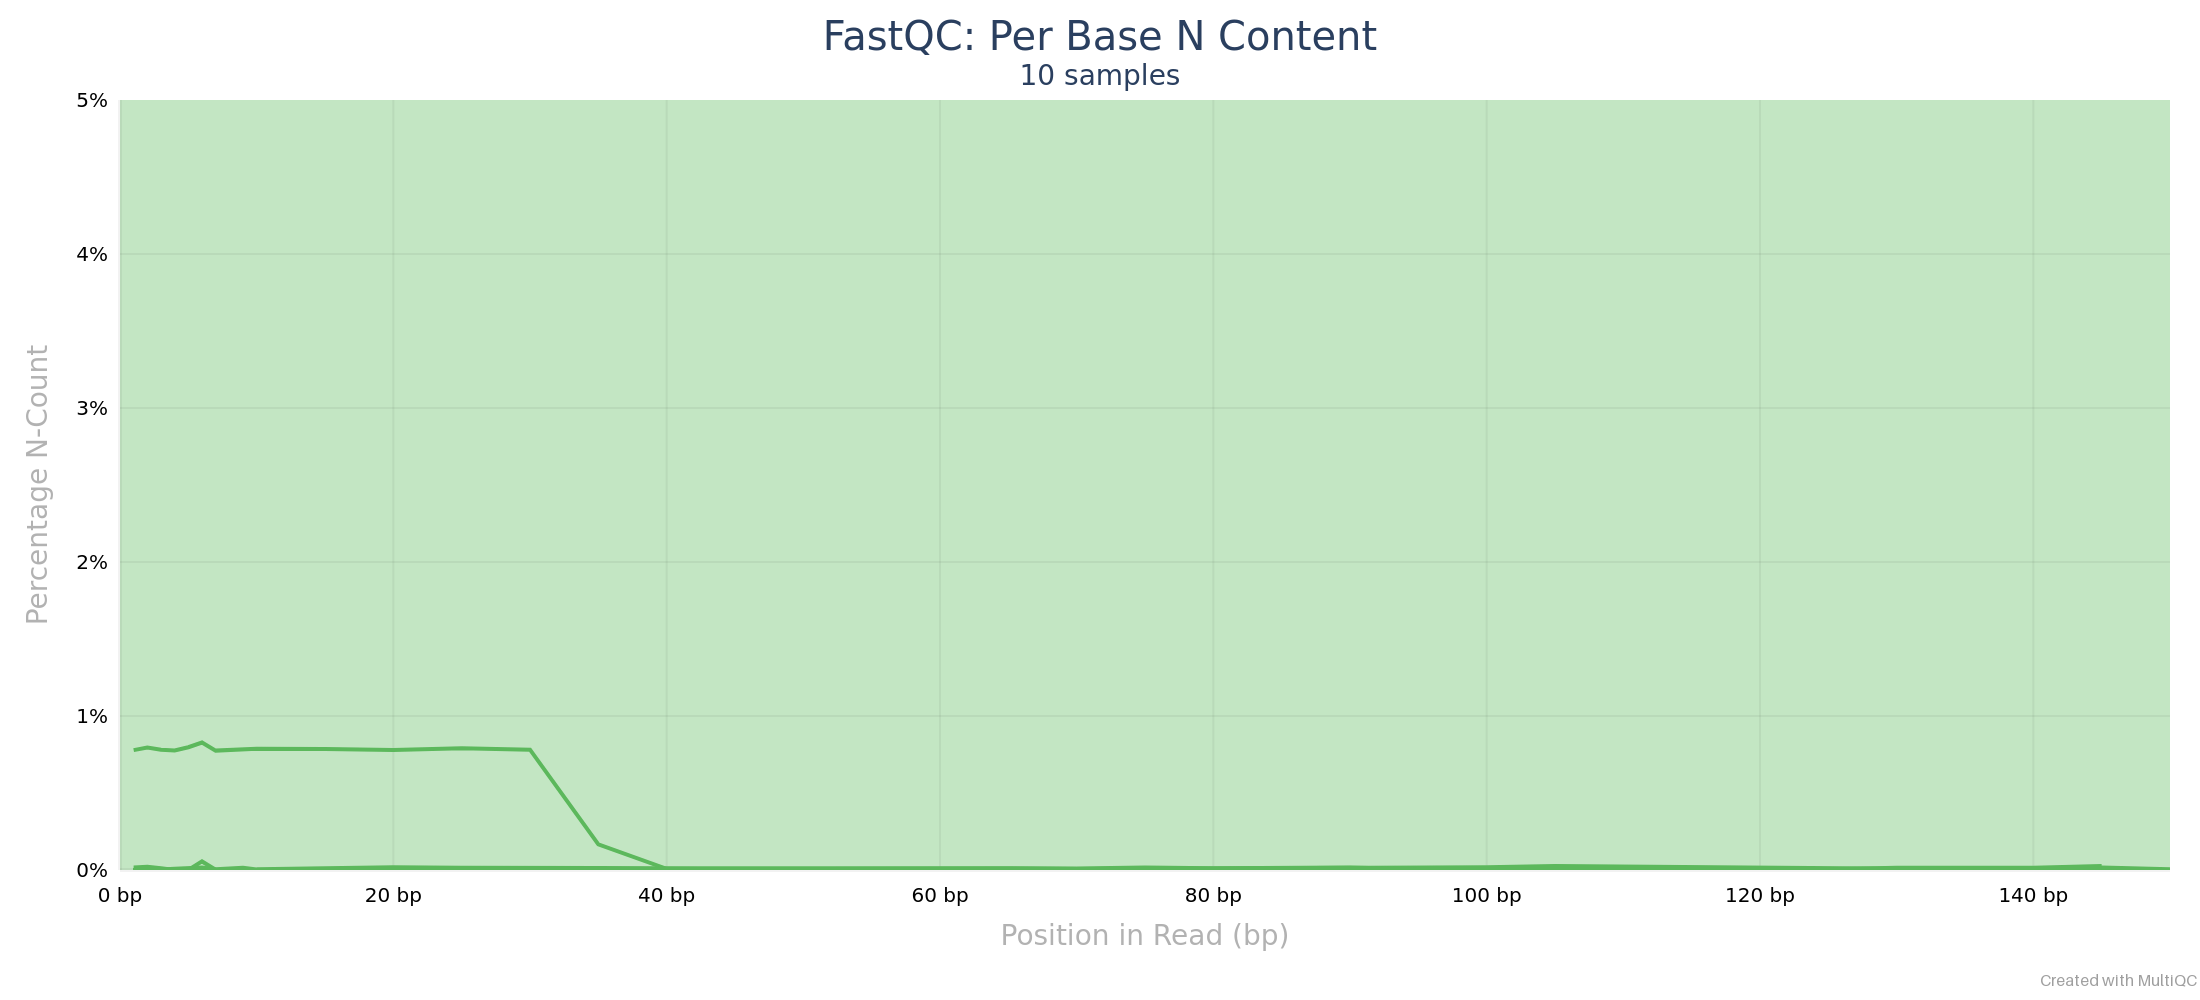 FastQC: Per Base N Content
10 samples
5%
4%
3%
2%
1%
0%
Percentage N-Count
0 bp
20 bp
40 bp
60 bp
80 bp
100 bp
120 bp
140 bp
Position in Read (bp)
Created with MultiQC